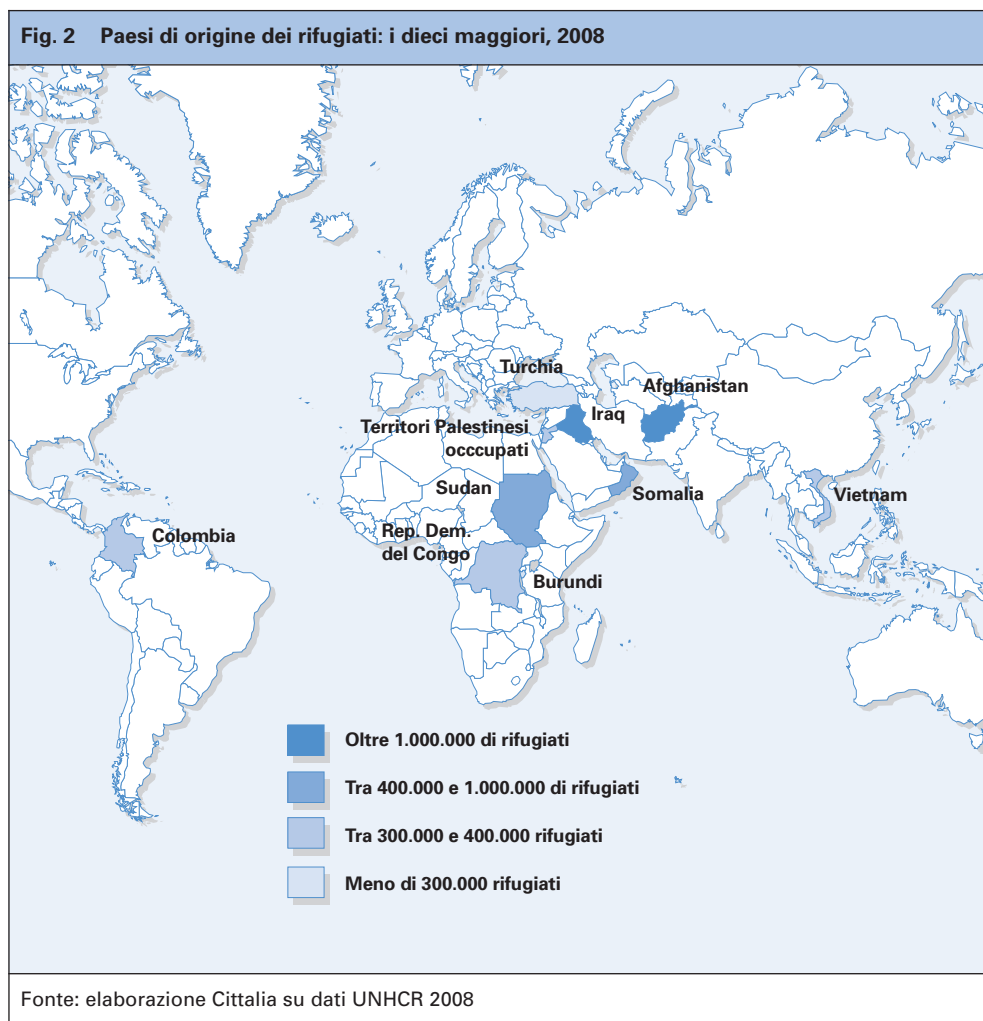 Fig. 2 Paesi di origine dei rifugiati: i dieci maggiori, 2008
Turchia
Afghanistan
Iraq
Territori Palestinesi
occcupati
Sudan
Somalia
Vietnam
Colombia
Rep. Dem.
del Congo
Burundi
Oltre 1.000.000 di rifugiati
Tra 400.000 e 1.000.000 di rifugiati
Tra 300.000 e 400.000 rifugiati
Meno di 300.000 rifugiati
Fonte: elaborazione Cittalia su dati UNHCR 2008